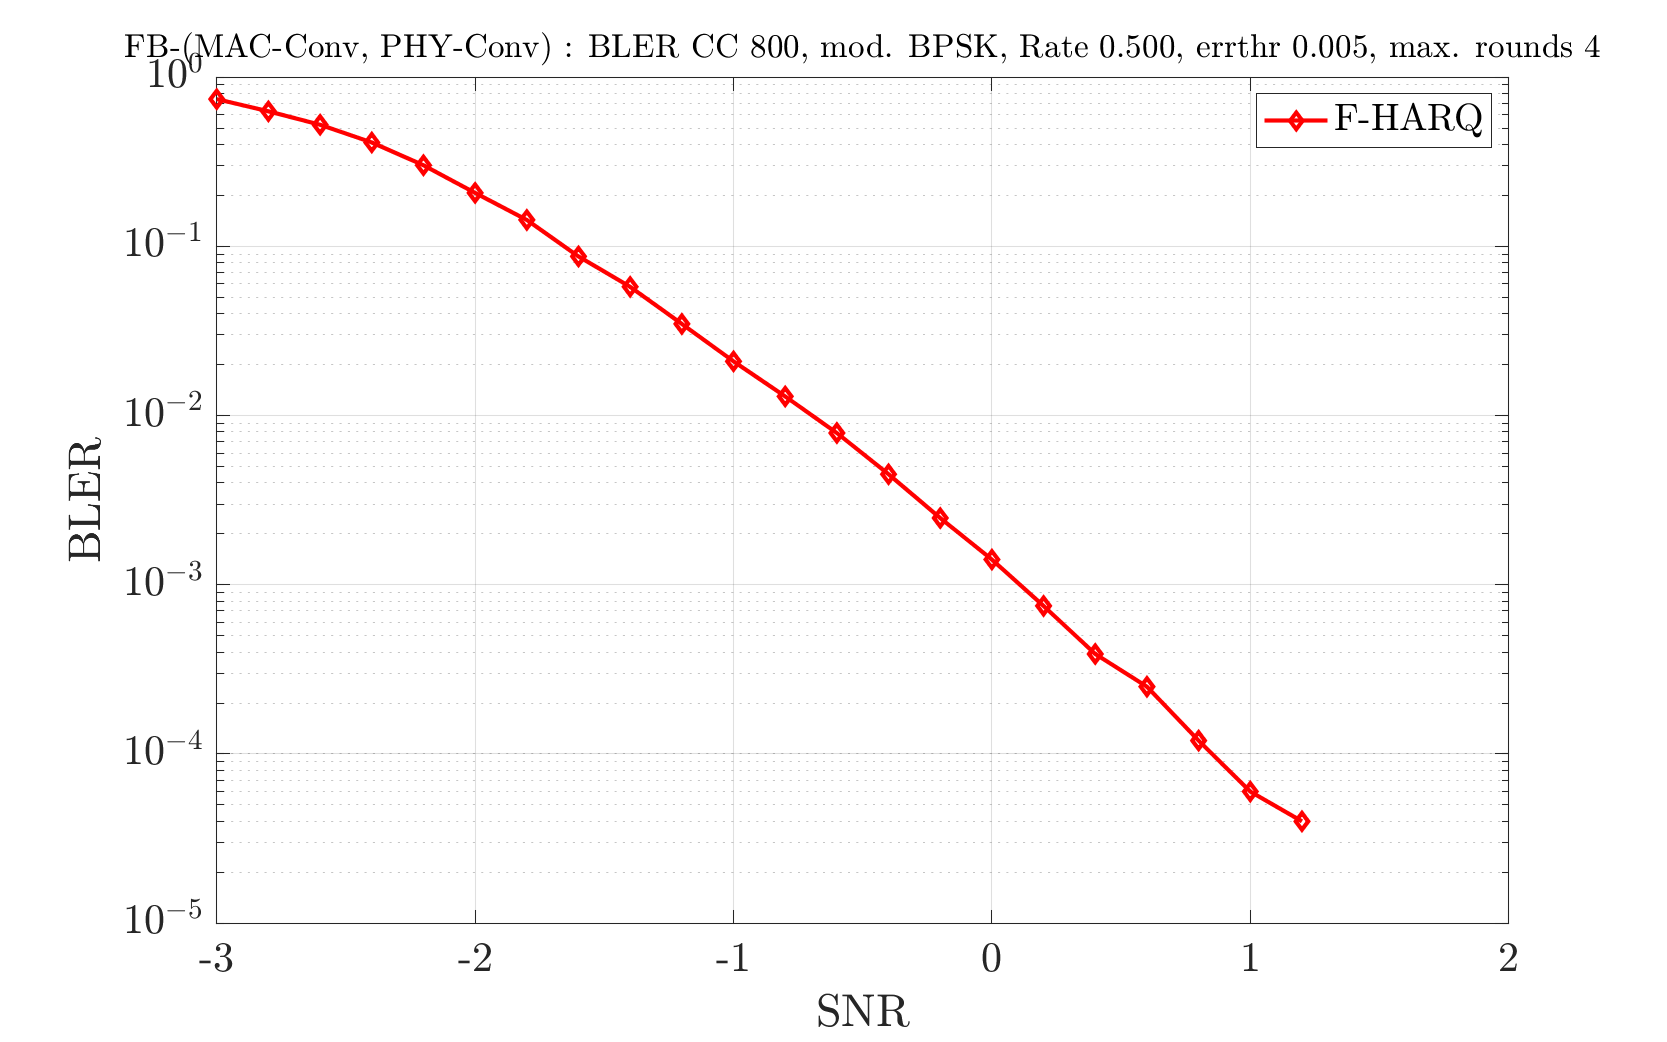 FB-(MAC-Conv, PHY-Conv) : BLER CC 800, mod. BPSK, Rate 0.500, errthr 0.005, max. rounds 4
10^0
F-HARQ
10^−1
10^−2
BLER
10^−3
10^−4
10^−5
-3 -2 -1 0 1 2
SNR